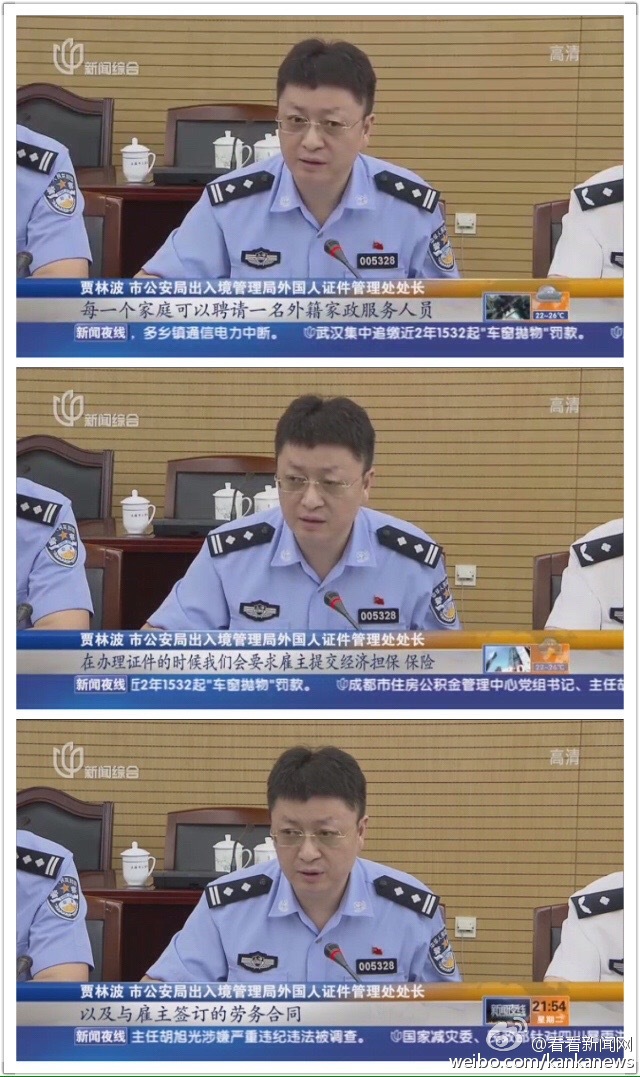 新闻综合
高清
005328
贾林波 市公安局出入境管理局外国人证件管理处处长
每一个家庭可以聘请一名外籍家政服务人员
22-26℃
新闻夜线 ，多乡镇通信电力中断。 武汉集中追缴近2年1532起"车窗抛物"罚款。
新闻综合
高清
005328
贾林波 市公安局出入境管理局外国人证件管理处处长
在办理证件的时候我们会要求雇主提交经济担保 保险
22-26℃
新闻夜线 近2年1532起"车窗抛物"罚款。 成都市住房公积金管理中心党组书记、主任胡
新闻综合
高清
005328
贾林波 市公安局出入境管理局外国人证件管理处处长
以及与雇主签订的劳务合同
新闻夜线 21:54
星期二
新闻夜线 主任胡旭光涉嫌严重违纪违法被调查。 国家减灾委、
@看看新闻网
weibo.com/kankanews